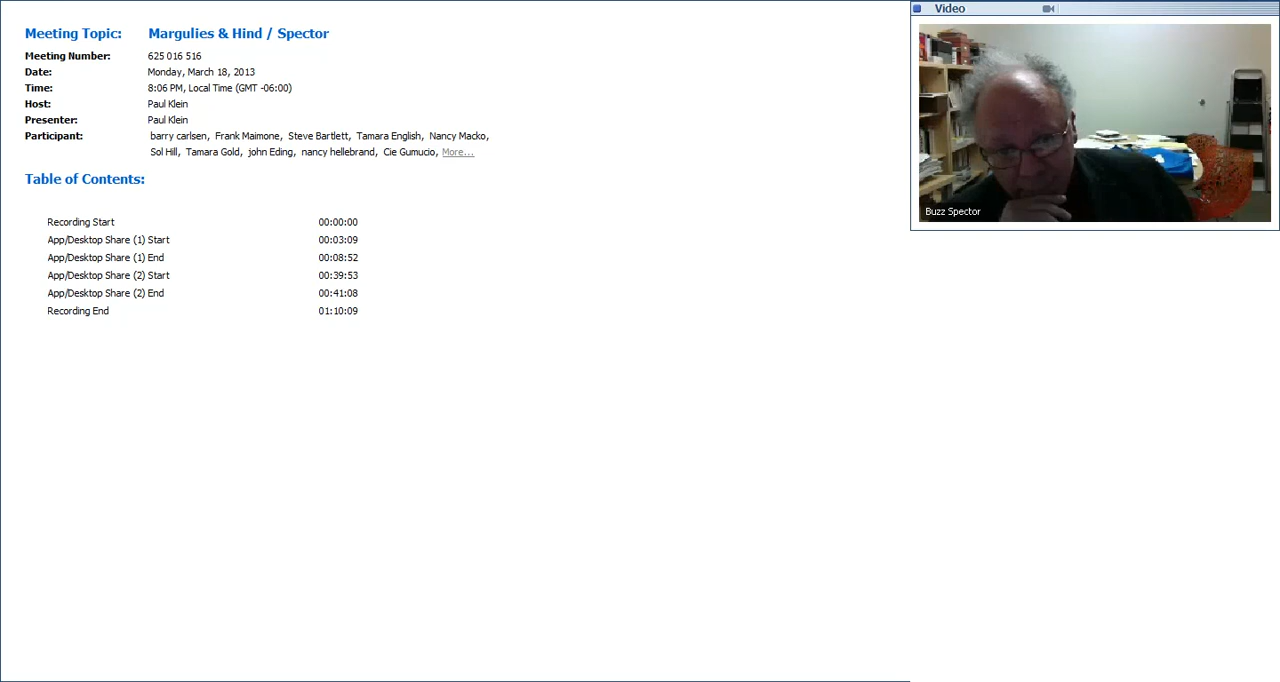 Meeting Topic: Margulies & Hind / Spector
Meeting Number: 625 016 516
Date: Monday, March 18, 2013
Time: 8:06 PM, Local Time (GMT -06:00)
Host: Paul Klein
Presenter: Paul Klein
Participant: barry carlsen, Frank Maimone, Steve Bartlett, Tamara English, Nancy Macko,
Sol Hill, Tamara Gold, john Eding, nancy hellebrand, Cie Gumucio, More...
Table of Contents:
Recording Start 00:00:00
App/Desktop Share (1) Start 00:03:09
App/Desktop Share (1) End 00:08:52
App/Desktop Share (2) Start 00:39:53
App/Desktop Share (2) End 00:41:08
Recording End 01:10:09
Video
Buzz Spector